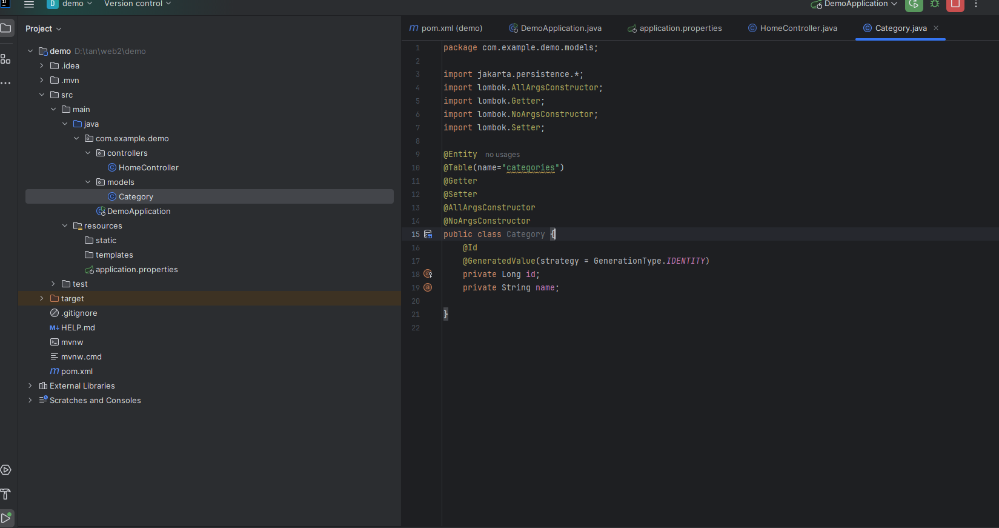 D demo Version control DemoApplication
Project
pom.xml (demo) DemoApplication.java application.properties HomeController.java Category.java
demo D:\tan\web2\demo
.idea
.mvn
src
main
java
com.example.demo
controllers
HomeController
models
Category
DemoApplication
resources
static
templates
application.properties
test
target
.gitignore
HELP.md
mvnw
mvnw.cmd
pom.xml
External Libraries
Scratches and Consoles
1 package com.example.demo.models;
2
3 import jakarta.persistence.*;
4 import lombok.AllArgsConstructor;
5 import lombok.Getter;
6 import lombok.NoArgsConstructor;
7 import lombok.Setter;
8
9 @Entity no usages
10 @Table(name="categories")
11 @Getter
12 @Setter
13 @AllArgsConstructor
14 @NoArgsConstructor
15 public class Category {
16 @Id
17 @GeneratedValue(strategy = GenerationType.IDENTITY)
18 private Long id;
19 private String name;
20
21 }
22